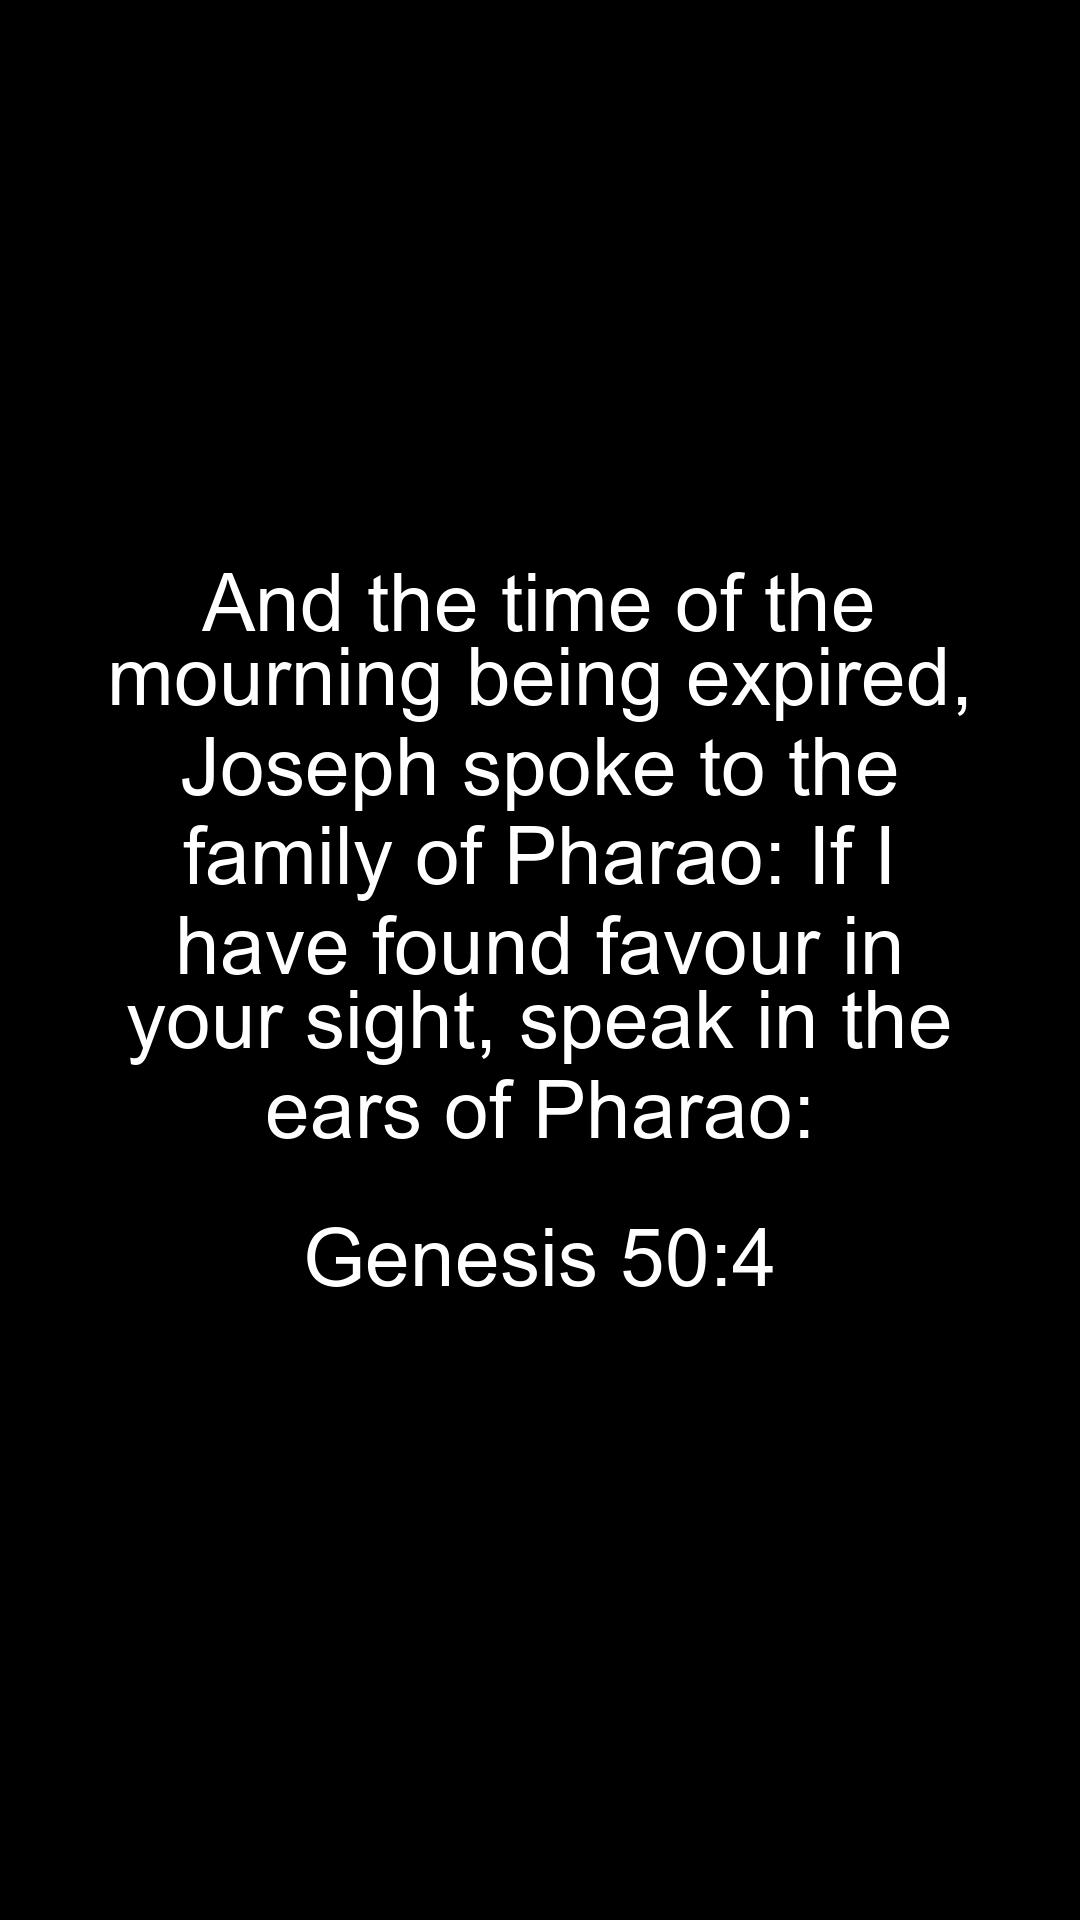 And the time of the
mourning being expired,
Joseph spoke to the
family of Pharao: If I
have found favour in
your sight, speak in the
ears of Pharao:
Genesis 50:4